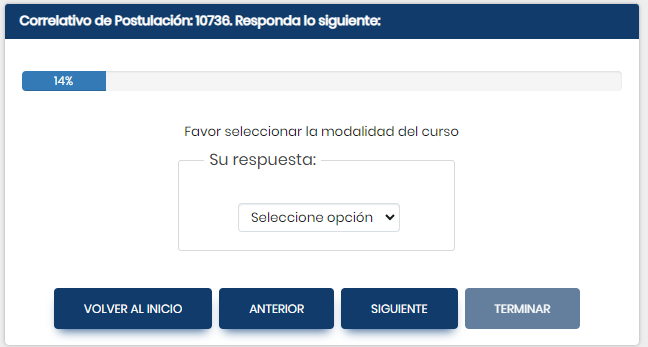 Correlativo de Postulación: 10736. Responda lo siguiente:
14%
Favor seleccionar la modalidad del curso
Su respuesta:
Seleccione opción
VOLVER AL INICIO
ANTERIOR
SIGUIENTE
TERMINAR